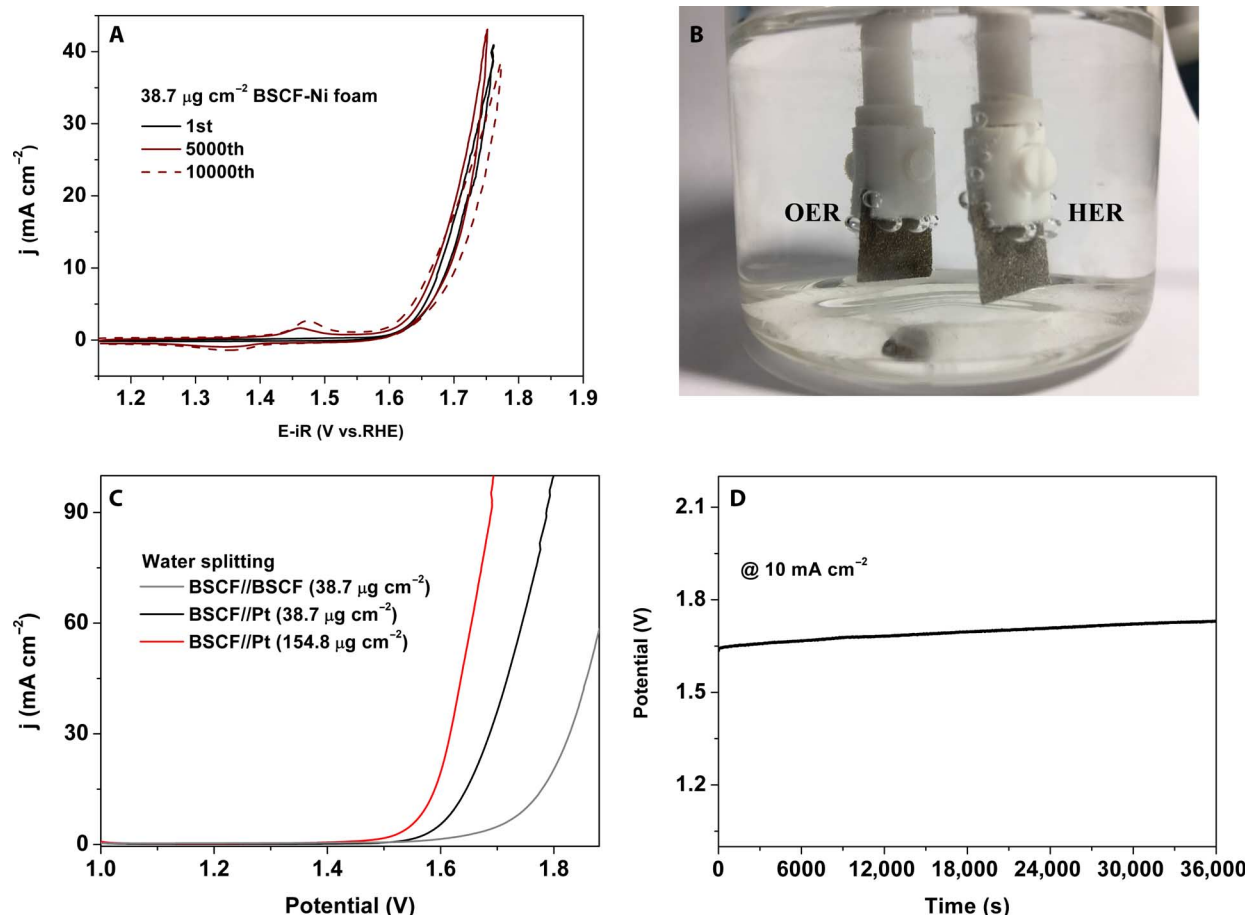 A
38.7 μg cm⁻² BSCF-Ni foam
1st
5000th
10000th
j (mA cm⁻²)
40
30
20
10
0
1.2 1.3 1.4 1.5 1.6 1.7 1.8 1.9
E-iR (V vs.RHE)
B
OER
HER
C
Water splitting
BSCF//BSCF (38.7 μg cm⁻²)
BSCF//Pt (38.7 μg cm⁻²)
BSCF//Pt (154.8 μg cm⁻²)
j (mA cm⁻²)
90
60
30
0
1.0 1.2 1.4 1.6 1.8
Potential (V)
D
@ 10 mA cm⁻²
Potential (V)
2.1
1.8
1.5
1.2
0 6000 12,000 18,000 24,000 30,000 36,000
Time (s)